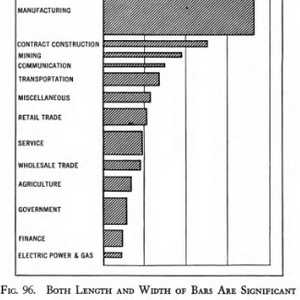 MANUFACTURING
CONTRACT CONSTRUCTION
MINING
COMMUNICATION
TRANSPORTATION
MISCELLANEOUS
RETAIL TRADE
SERVICE
WHOLESALE TRADE
AGRICULTURE
GOVERNMENT
FINANCE
ELECTRIC POWER & GAS
Fig. 96. Both Length and Width of Bars Are Significant